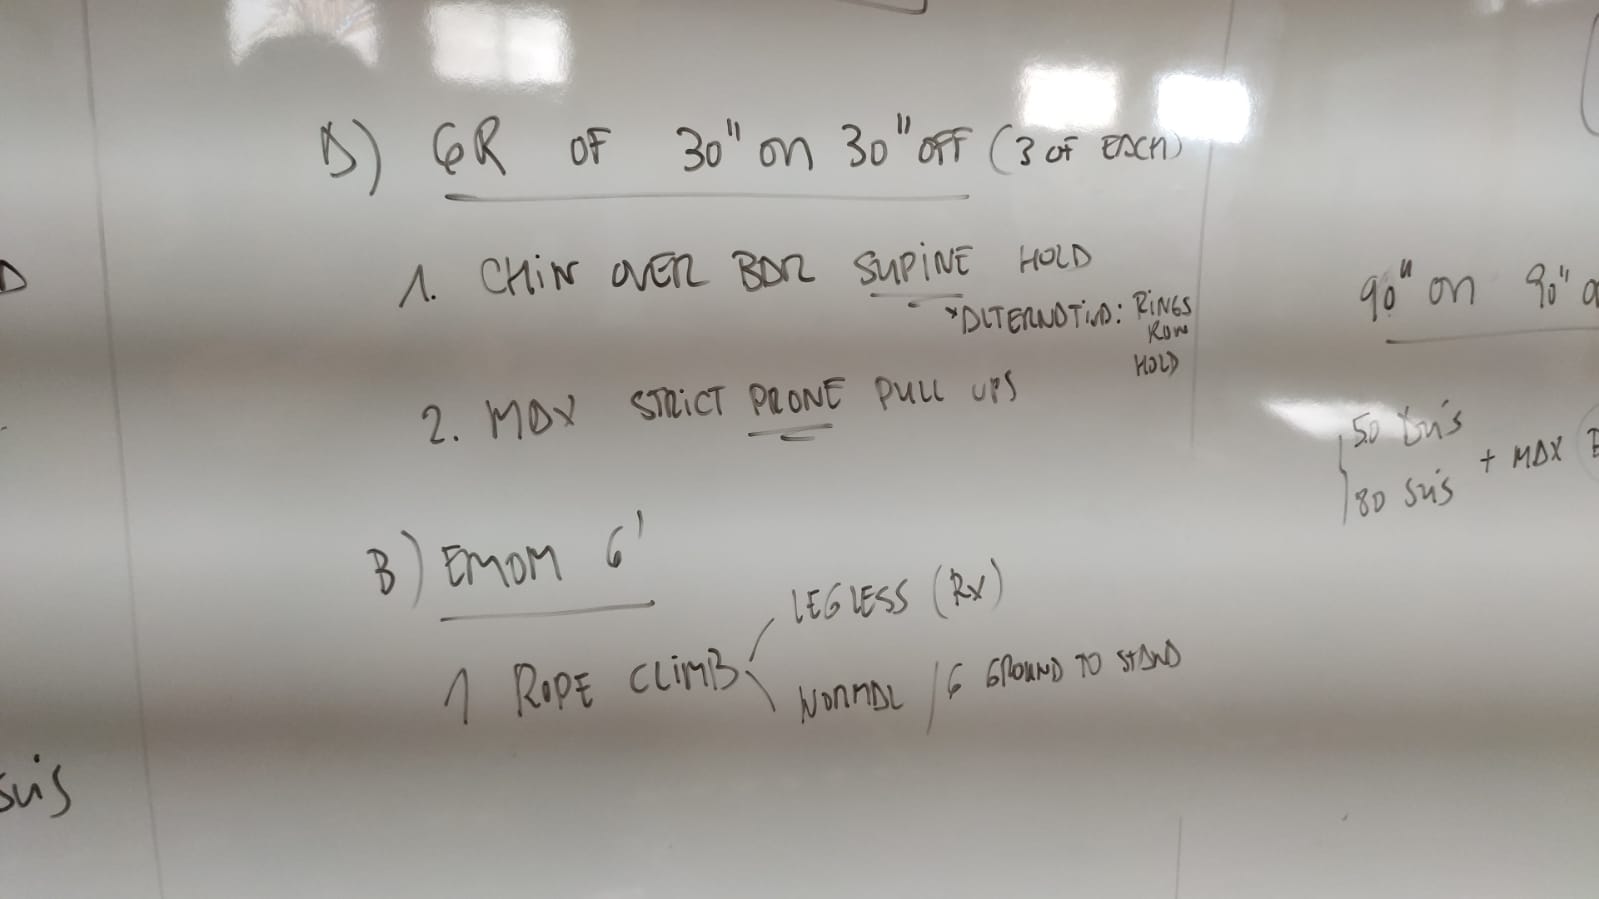 A) 6R OF 30" ON 30" OFF (3 OF EACH)
1. CHIN OVER BAR SUPINE HOLD
*ALTERNATIVA: RINGS
ROW
HOLD
2. MAX STRICT PRONE PULL UPS
B) EMOM 6'
1 ROPE CLIMB
LEGLESS (RX)
NORMAL / 6 GROUND TO STAND
90" ON 90" O
50 DU'S
80 SU'S
+ MAX
SU'S